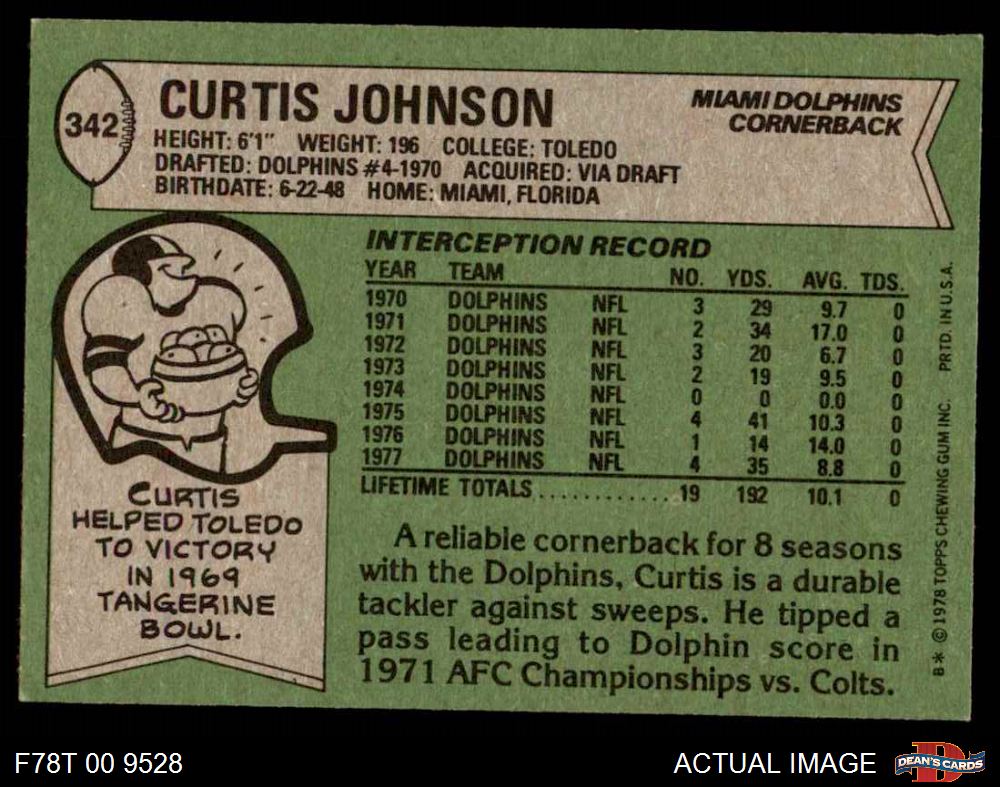 342
CURTIS JOHNSON
MIAMI DOLPHINS
CORNERBACK
HEIGHT: 6'1" WEIGHT: 196 COLLEGE: TOLEDO
DRAFTED: DOLPHINS #4-1970 ACQUIRED: VIA DRAFT
BIRTHDATE: 6-22-48 HOME: MIAMI, FLORIDA
INTERCEPTION RECORD
YEAR TEAM NO. YDS. AVG. TDS.
1970 DOLPHINS NFL 3 29 9.7 0
1971 DOLPHINS NFL 2 34 17.0 0
1972 DOLPHINS NFL 3 20 6.7 0
1973 DOLPHINS NFL 2 19 9.5 0
1974 DOLPHINS NFL 0 0 0.0 0
1975 DOLPHINS NFL 4 41 10.3 0
1976 DOLPHINS NFL 1 14 14.0 0
1977 DOLPHINS NFL 4 35 8.8 0
LIFETIME TOTALS............ 19 192 10.1 0
CURTIS
HELPED TOLEDO
TO VICTORY
IN 1969
TANGERINE
BOWL.
A reliable cornerback for 8 seasons
with the Dolphins, Curtis is a durable
tackler against sweeps. He tipped a
pass leading to Dolphin score in
1971 AFC Championships vs. Colts.
B* © 1978 TOPPS CHEWING GUM INC. PRTD. IN U.S.A.
F78T 00 9528
ACTUAL IMAGE
DEAN'S CARDS